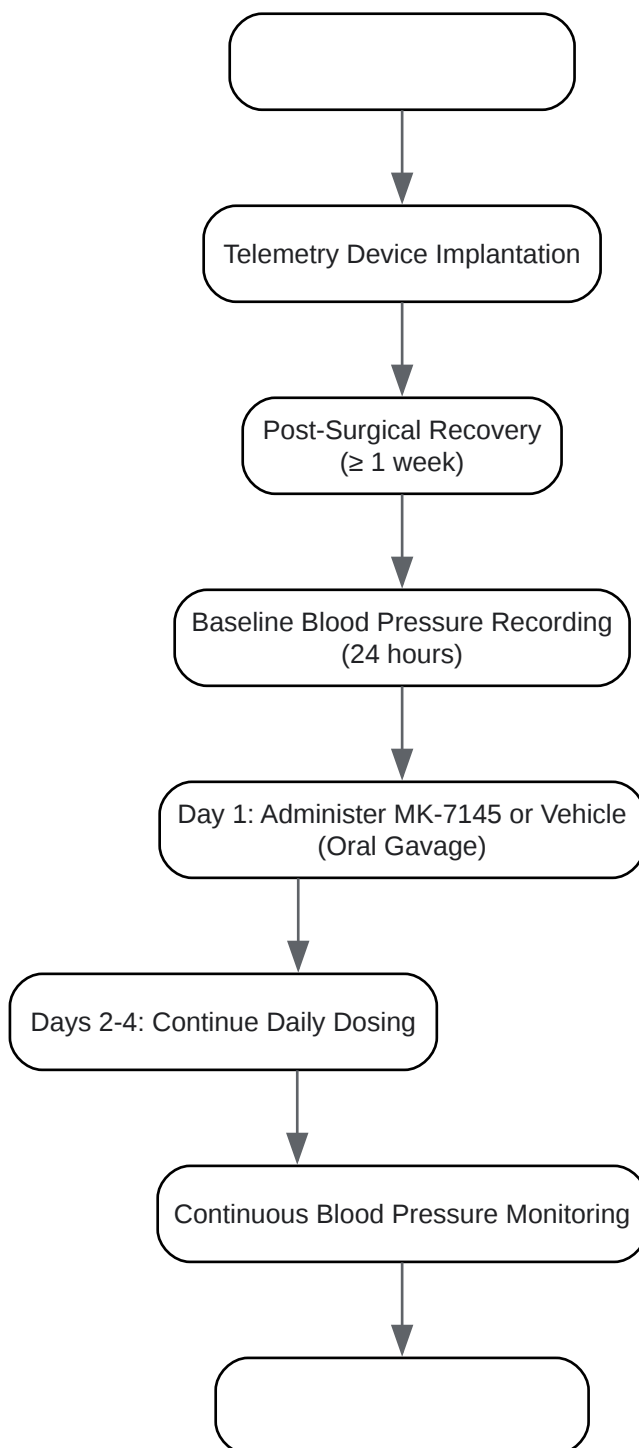 Telemetry Device Implantation
Post-Surgical Recovery
(≥ 1 week)
Baseline Blood Pressure Recording
(24 hours)
Day 1: Administer MK-7145 or Vehicle
(Oral Gavage)
Days 2-4: Continue Daily Dosing
Continuous Blood Pressure Monitoring